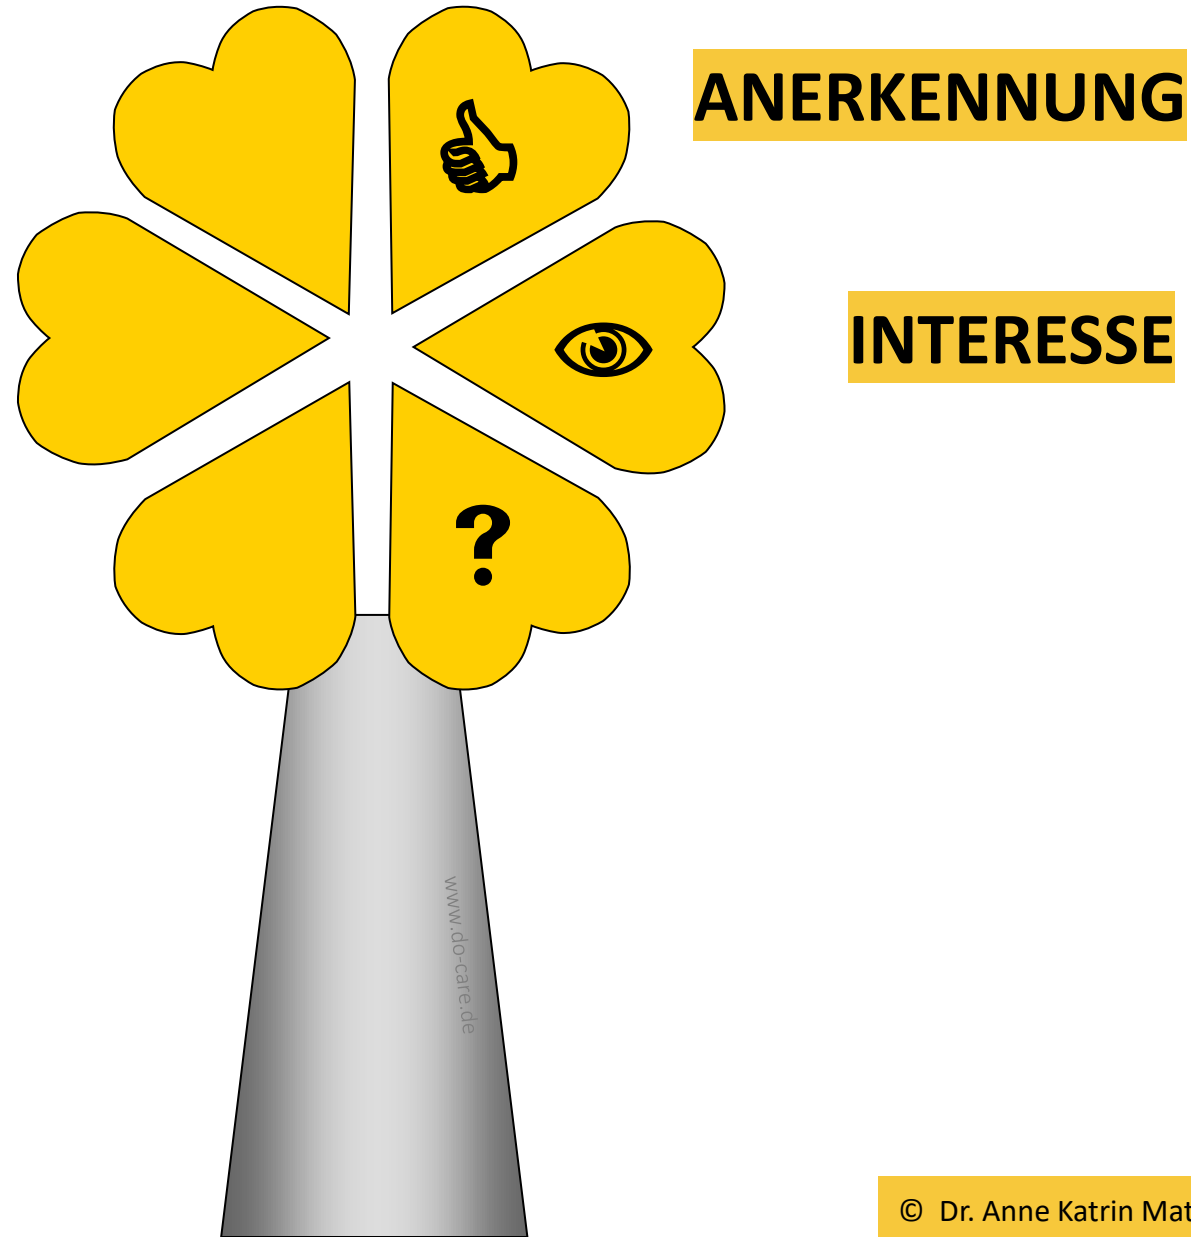 ANERKENNUNG
INTERESSE
?
www.do-care.de
© Dr. Anne Katrin Mat